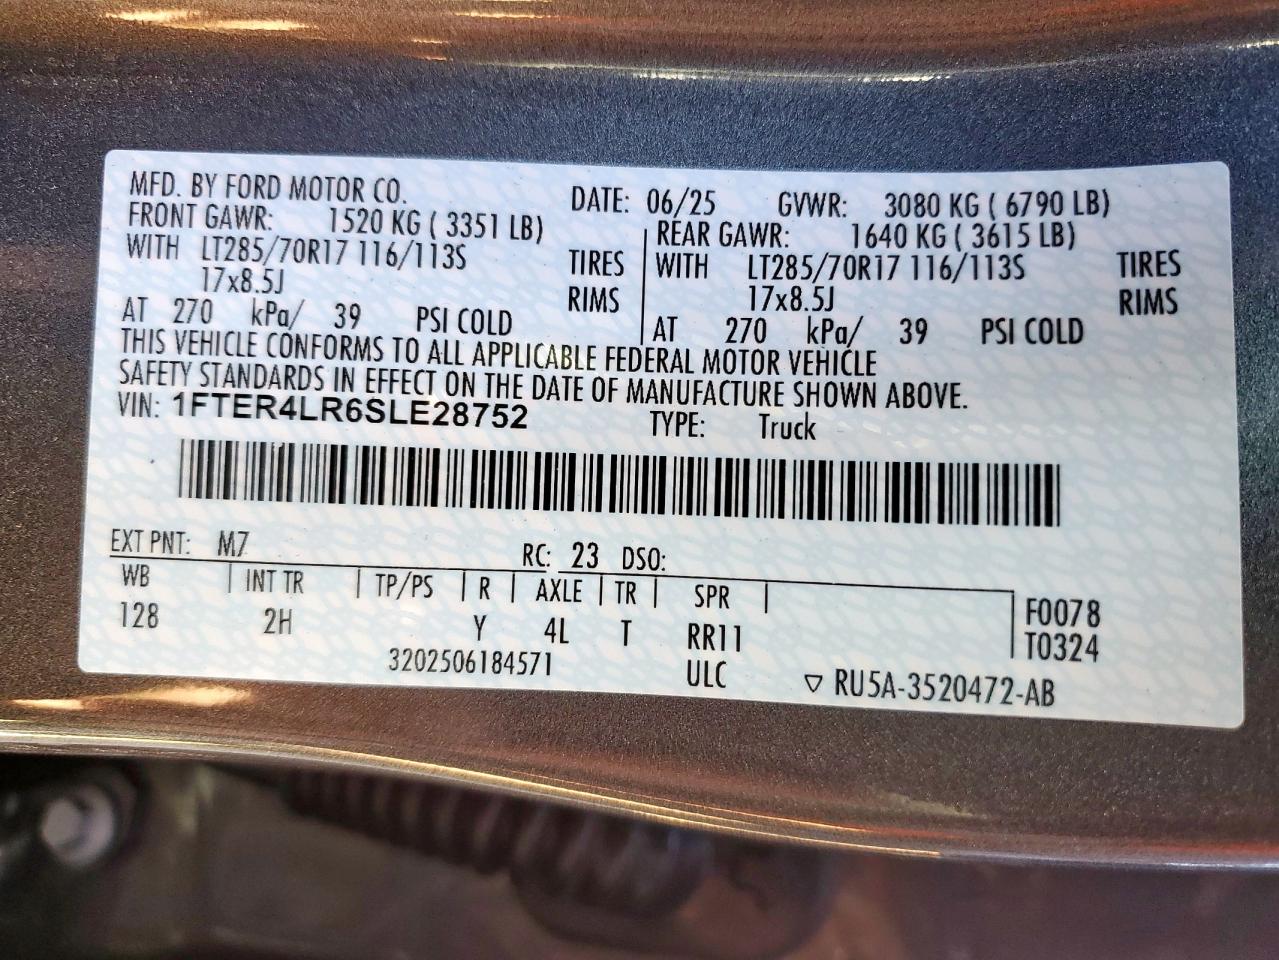 MFD. BY FORD MOTOR CO. DATE: 06/25 GVWR: 3080 KG ( 6790 LB)
FRONT GAWR: 1520 KG ( 3351 LB) REAR GAWR: 1640 KG ( 3615 LB)
WITH LT285/70R17 116/113S TIRES WITH LT285/70R17 116/113S TIRES
17x8.5J RIMS 17x8.5J RIMS
AT 270 kPa/ 39 PSI COLD AT 270 kPa/ 39 PSI COLD
THIS VEHICLE CONFORMS TO ALL APPLICABLE FEDERAL MOTOR VEHICLE
SAFETY STANDARDS IN EFFECT ON THE DATE OF MANUFACTURE SHOWN ABOVE.
VIN: 1FTER4LR6SLE28752 TYPE: Truck
EXT PNT: M7 RC: 23 DSO:
WB INT TR TP/PS R AXLE TR SPR F0078
128 2H Y 4L T RR11 T0324
3202506184571 ULC ▽ RU5A-3520472-AB